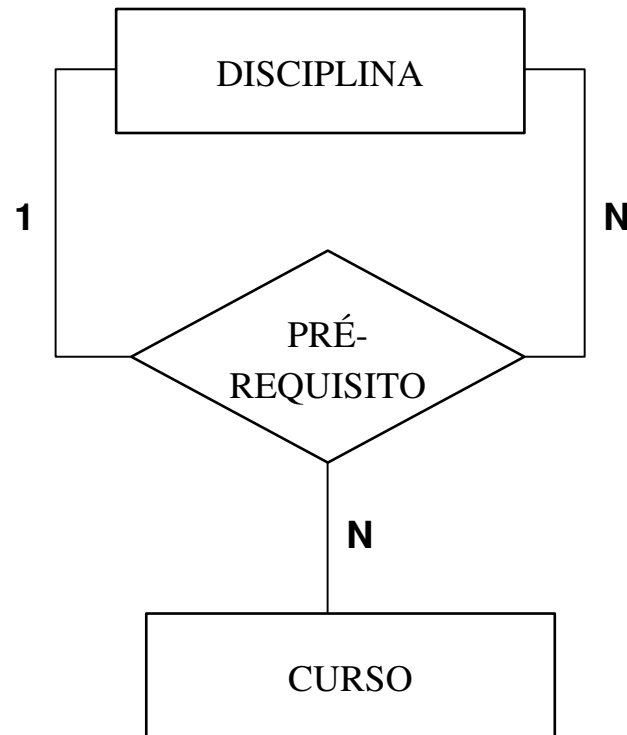 DISCIPLINA
1
N
PRÉ-
REQUISITO
N
CURSO